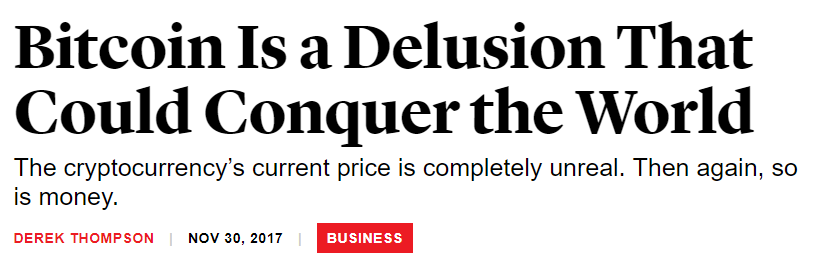 Bitcoin Is a Delusion That
Could Conquer the World
The cryptocurrency’s current price is completely unreal. Then again, so
is money.
DEREK THOMPSON | NOV 30, 2017 | BUSINESS